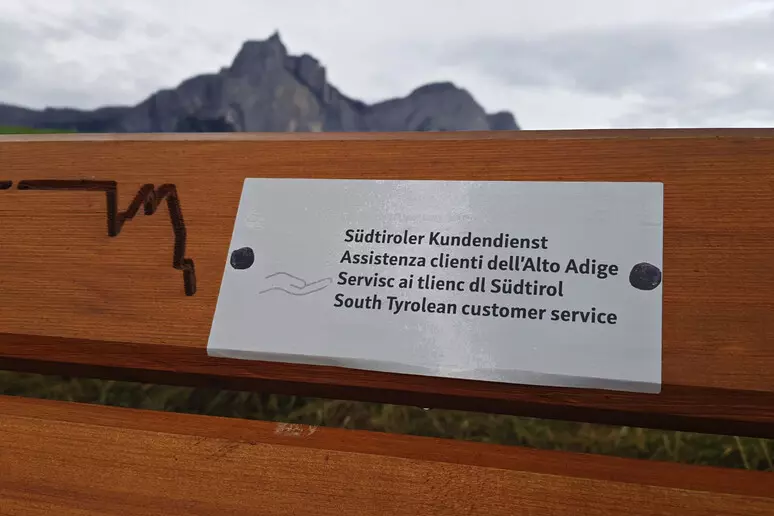 Südtiroler Kundendienst
Assistenza clienti dell'Alto Adige
Servisc ai tlienc dl Südtirol
South Tyrolean customer service